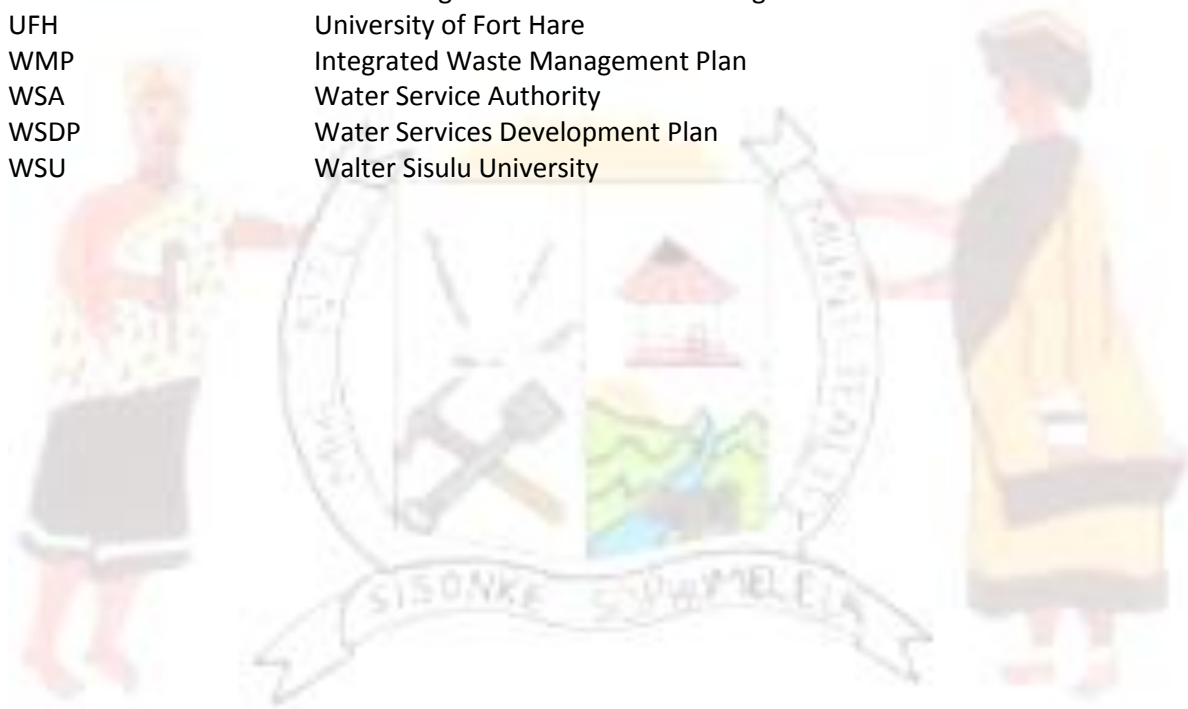 UFH University of Fort Hare
WMP Integrated Waste Management Plan
WSA Water Service Authority
WSDP Water Services Development Plan
WSU Walter Sisulu University
SISONKE